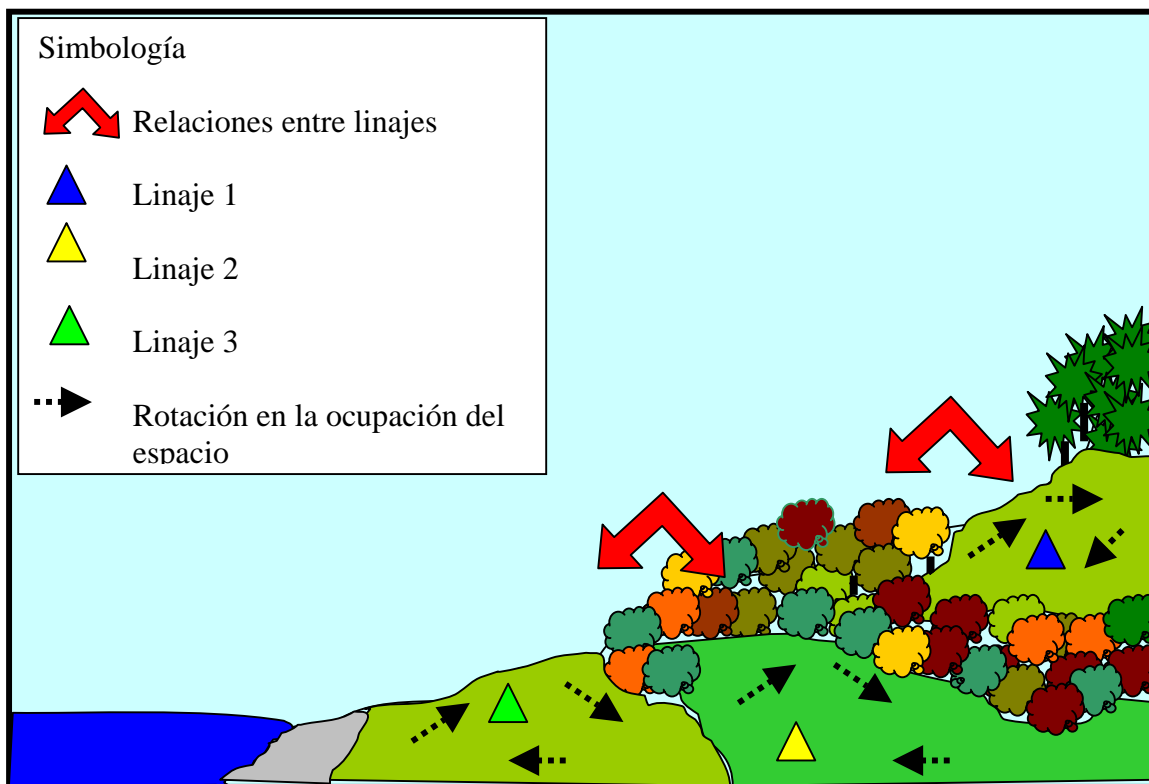 Simbología
Relaciones entre linajes
Linaje 1
Linaje 2
Linaje 3
Rotación en la ocupación del
espacio